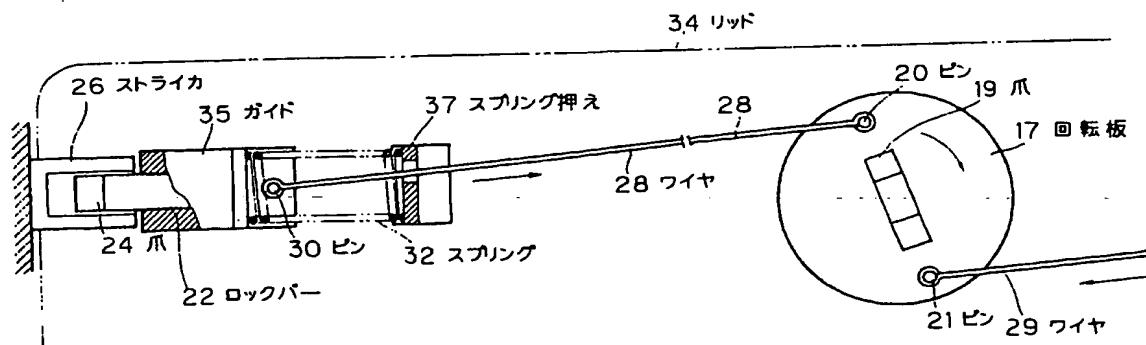 34 リッド
26 ストライカ
20 ピン
19 爪
35 ガイド
37 スプリング押え
28
17 回転板
28 ワイヤ
24 爪
30 ピン
32 スプリング
22 ロックバー
21 ピン
29 ワイヤ